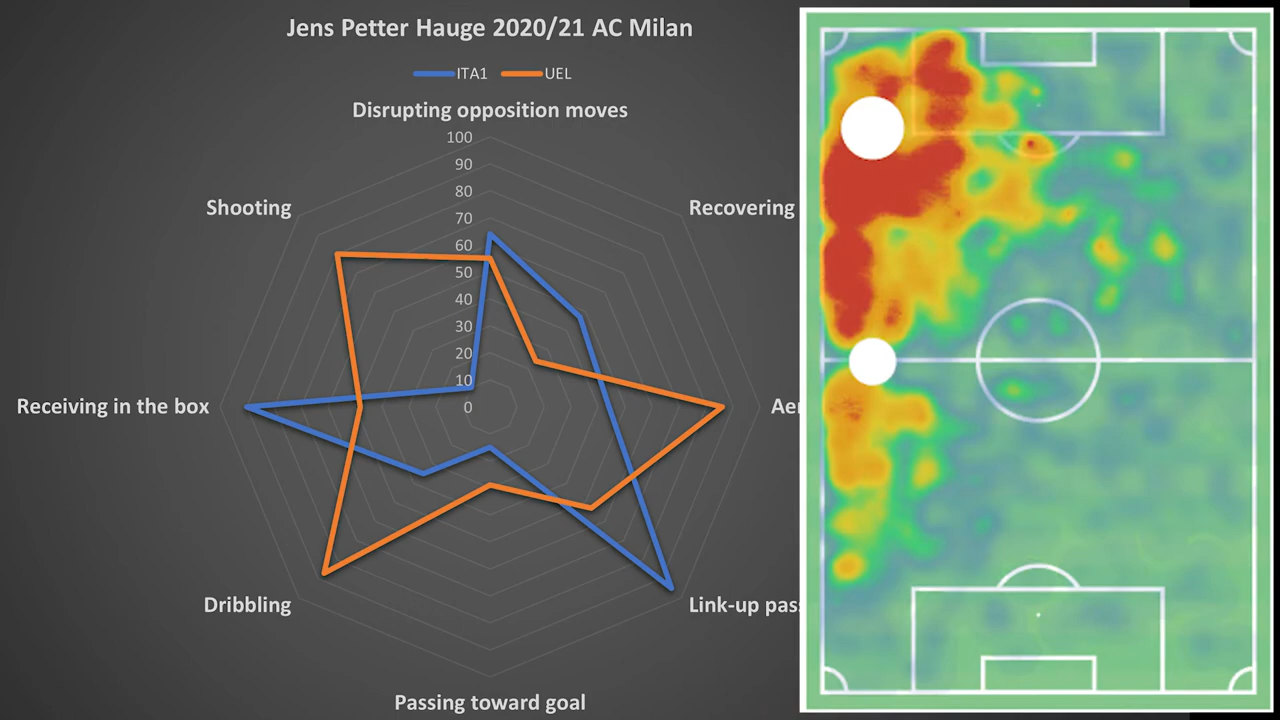 Jens Petter Hauge 2020/21 AC Milan
ITA1 UEL
Disrupting opposition moves
100
90
80
70
60
50
40
30
20
10
0
Shooting
Recovering
Receiving in the box
Dribbling
Passing toward goal